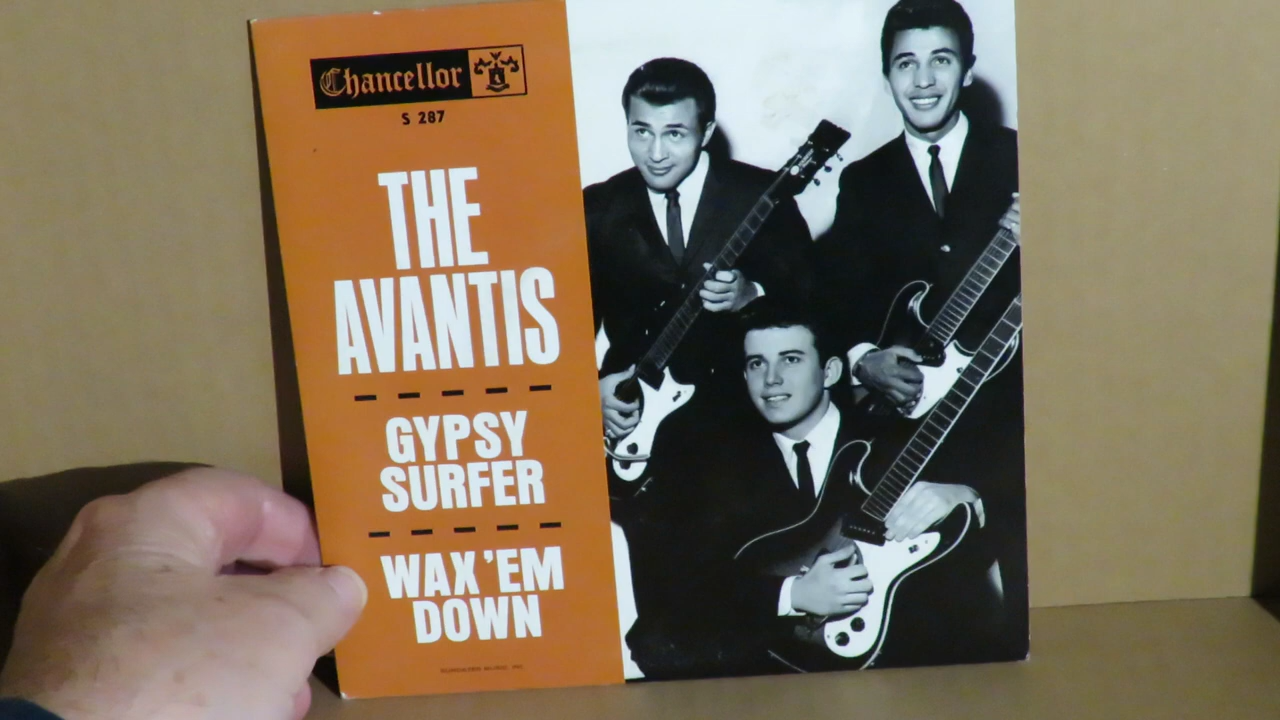 Chancellor
S 287
THE
AVANTIS
GYPSY
SURFER
WAX 'EM
DOWN